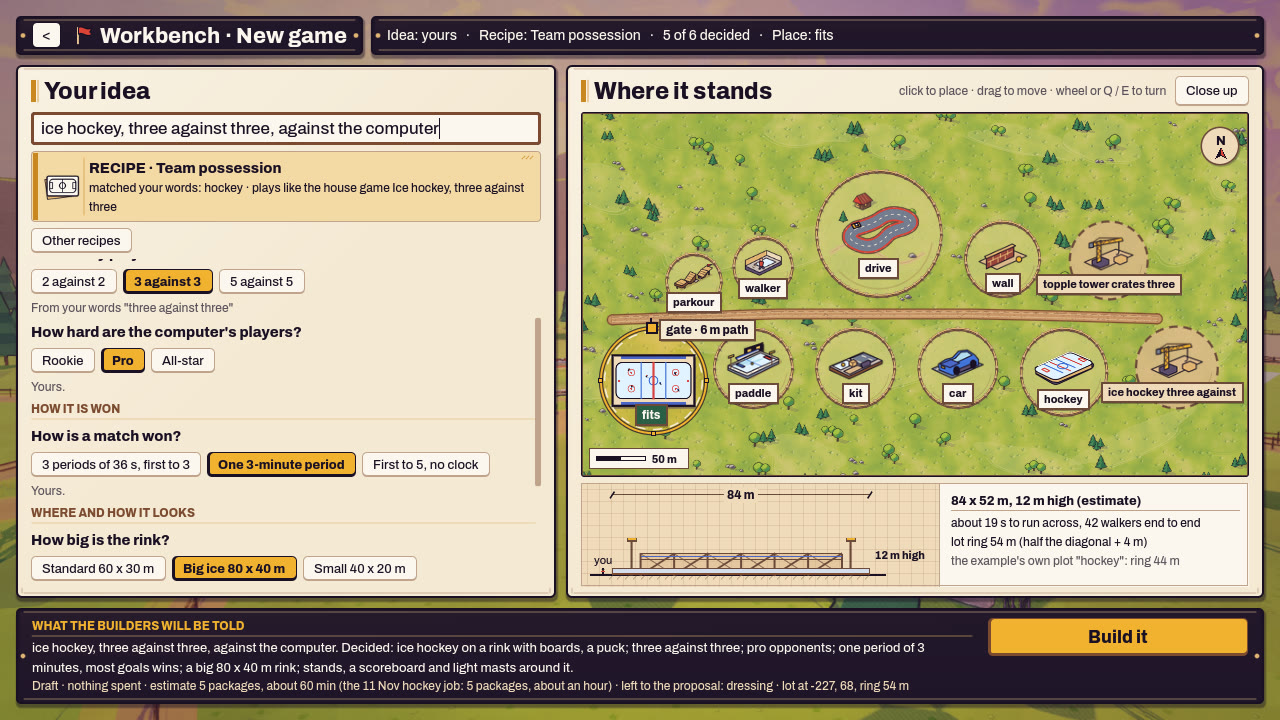 <
Workbench · New game
Idea: yours · Recipe: Team possession · 5 of 6 decided · Place: fits
Your idea
ice hockey, three against three, against the computer
RECIPE · Team possession
matched your words: hockey · plays like the house game Ice hockey, three against
three
Other recipes
2 against 2
3 against 3
5 against 5
From your words "three against three"
How hard are the computer's players?
Rookie
Pro
All-star
Yours.
HOW IT IS WON
How is a match won?
3 periods of 36 s, first to 3
One 3-minute period
First to 5, no clock
Yours.
WHERE AND HOW IT LOOKS
How big is the rink?
Standard 60 x 30 m
Big ice 80 x 40 m
Small 40 x 20 m
Where it stands
click to place · drag to move · wheel or Q / E to turn
Close up
N
drive
walker
parkour
wall
topple tower crates three
gate · 6 m path
fits
paddle
kit
car
hockey
ice hockey three against
50 m
84 m
you
12 m high
84 x 52 m, 12 m high (estimate)
about 19 s to run across, 42 walkers end to end
lot ring 54 m (half the diagonal + 4 m)
the example's own plot "hockey": ring 44 m
WHAT THE BUILDERS WILL BE TOLD
ice hockey, three against three, against the computer. Decided: ice hockey on a rink with boards, a puck; three against three; pro opponents; one period of 3
minutes, most goals wins; a big 80 x 40 m rink; stands, a scoreboard and light masts around it.
Draft · nothing spent · estimate 5 packages, about 60 min (the 11 Nov hockey job: 5 packages, about an hour) · left to the proposal: dressing · lot at -227, 68, ring 54 m
Build it